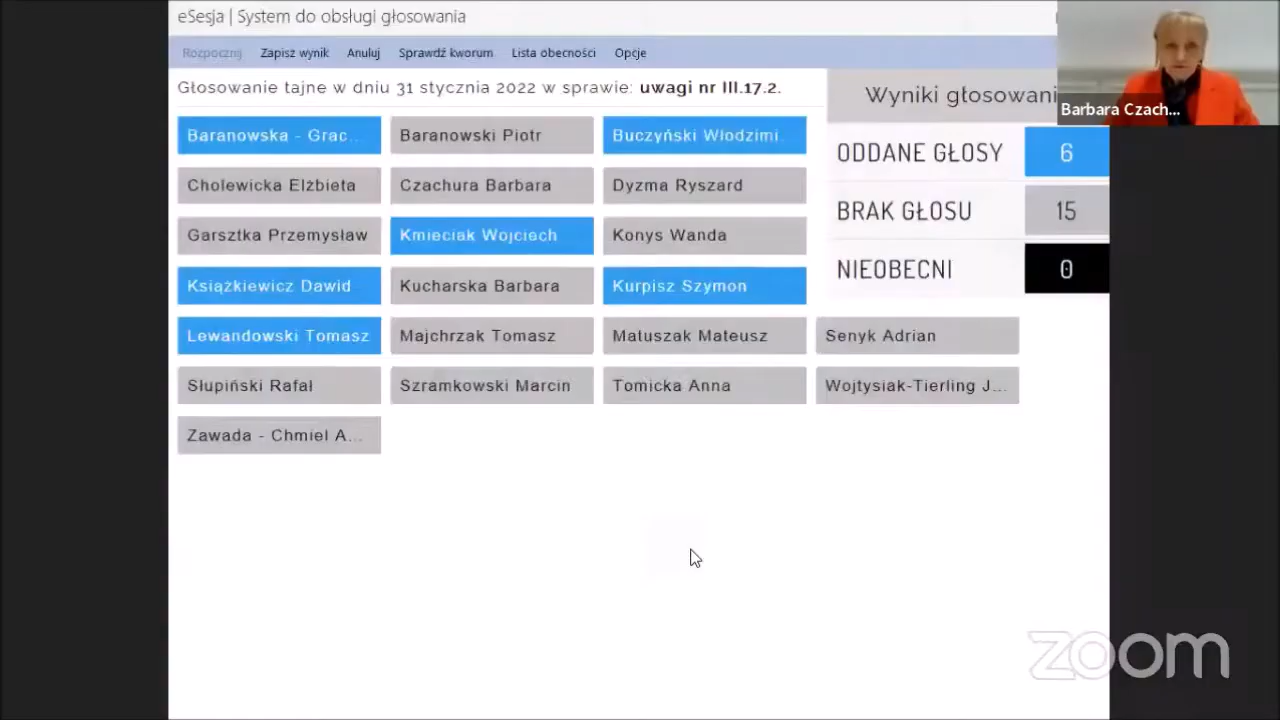 eSesja | System do obsługi głosowania
Rozpocznij Zapisz wynik Anuluj Sprawdź kworum Lista obecności Opcje
Głosowanie tajne w dniu 31 stycznia 2022 w sprawie: uwagi nr III.17.2.
Wyniki głosowani
Barbara Czach...
Baranowska - Grac... Baranowski Piotr Buczyński Włodzimi...
ODDANE GŁOSY 6
Cholewicka Elżbieta Czachura Barbara Dyzma Ryszard
BRAK GŁOSU 15
Garsztka Przemysław Kmieciak Wojciech Konys Wanda
NIEOBECNI 0
Książkiewicz Dawid Kucharska Barbara Kurpisz Szymon
Lewandowski Tomasz Majchrzak Tomasz Matuszak Mateusz Senyk Adrian
Słupiński Rafał Szramkowski Marcin Tomicka Anna Wojtysiak-Tierling J...
Zawada - Chmiel A...
zoom